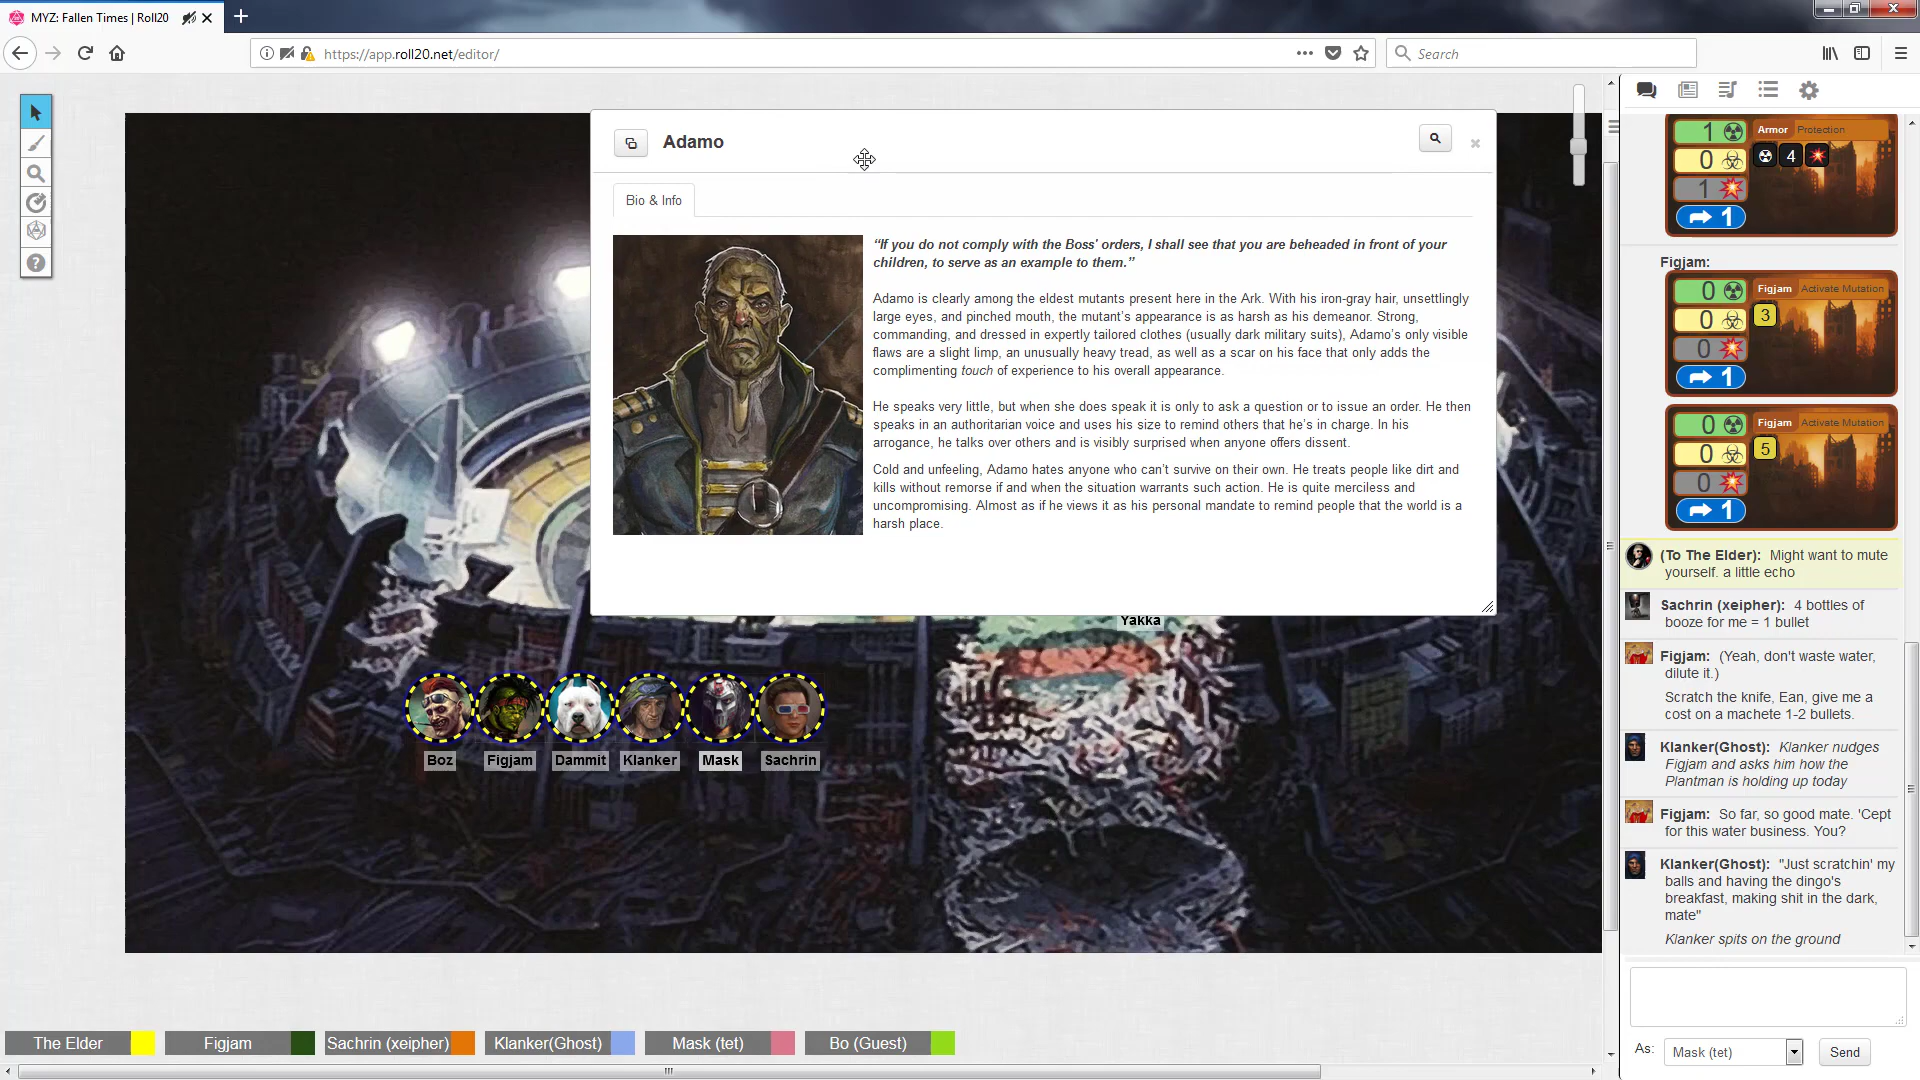 MYZ: Fallen Times | Roll20
https://app.roll20.net/editor/
Search
Adamo
Bio & Info
“If you do not comply with the Boss' orders, I shall see that you are beheaded in front of your
children, to serve as an example to them.”
Adamo is clearly among the eldest mutants present here in the Ark. With his iron-gray hair, unsettlingly
large eyes, and pinched mouth, the mutant’s appearance is as harsh as his demeanor. Strong,
commanding, and dressed in expertly tailored clothes (usually dark military suits), Adamo’s only visible
flaws are a slight limp, an unusually heavy tread, as well as a scar on his face that only adds the
complimenting touch of experience to his overall appearance.
He speaks very little, but when she does speak it is only to ask a question or to issue an order. He then
speaks in an authoritarian voice and uses his size to remind others that he’s in charge. In his
arrogance, he talks over others and is visibly surprised when anyone offers dissent.
Cold and unfeeling, Adamo hates anyone who can’t survive on their own. He treats people like dirt and
kills without remorse if and when the situation warrants such action. He is quite merciless and
uncompromising. Almost as if he views it as his personal mandate to remind people that the world is a
harsh place.
Yakka
Boz
Figjam
Dammit
Klanker
Mask
Sachrin
The Elder
Figjam
Sachrin (xeipher)
Klanker(Ghost)
Mask (tet)
Bo (Guest)
1
Armor Protection
0
4
1
1
Figjam:
0
Figjam Activate Mutation
0
3
0
1
0
Figjam Activate Mutation
0
5
0
1
(To The Elder): Might want to mute
yourself. a little echo
Sachrin (xeipher): 4 bottles of
booze for me = 1 bullet
Figjam: (Yeah, don't waste water,
dilute it.)
Scratch the knife, Ean, give me a
cost on a machete 1-2 bullets.
Klanker(Ghost): Klanker nudges
Figjam and asks him how the
Plantman is holding up today
Figjam: So far, so good mate. 'Cept
for this water business. You?
Klanker(Ghost): "Just scratchin' my
balls and having the dingo's
breakfast, making shit in the dark,
mate"
Klanker spits on the ground
As:
Mask (tet)
Send